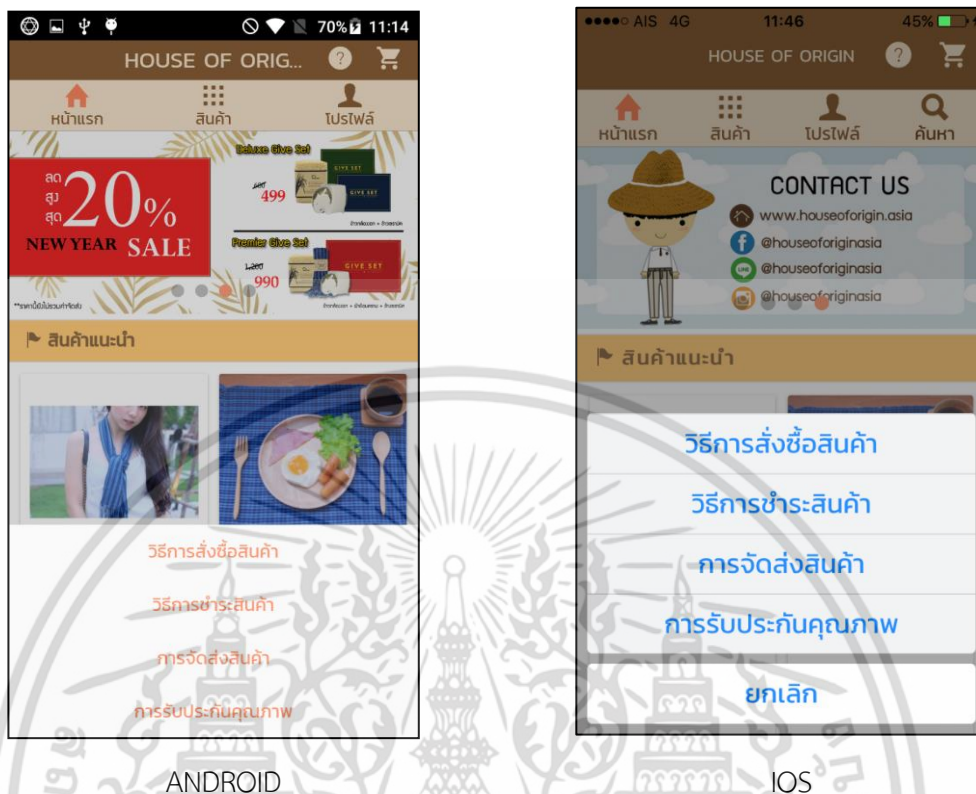 70% 11:14
HOUSE OF ORIG... ?
หน้าแรก สินค้า โปรไฟล์
ลด
สูง
สุด
20%
NEW YEAR SALE
Deluxe Give Set
499
GIVE SET
GIVE SET
Premier Give Set
1,200
990
GIVE SET
สินค้าแนะนำ
วิธีการสั่งซื้อสินค้า
วิธีการชำระสินค้า
การจัดส่งสินค้า
การรับประกันคุณภาพ
ANDROID
AIS 4G 11:46 45%
HOUSE OF ORIGIN ?
หน้าแรก สินค้า โปรไฟล์ ค้นหา
CONTACT US
www.houseoforigin.asia
@houseoforiginasia
LINE @houseoforiginasia
@houseoforiginasia
สินค้าแนะนำ
วิธีการสั่งซื้อสินค้า
วิธีการชำระสินค้า
การจัดส่งสินค้า
การรับประกันคุณภาพ
ยกเลิก
IOS